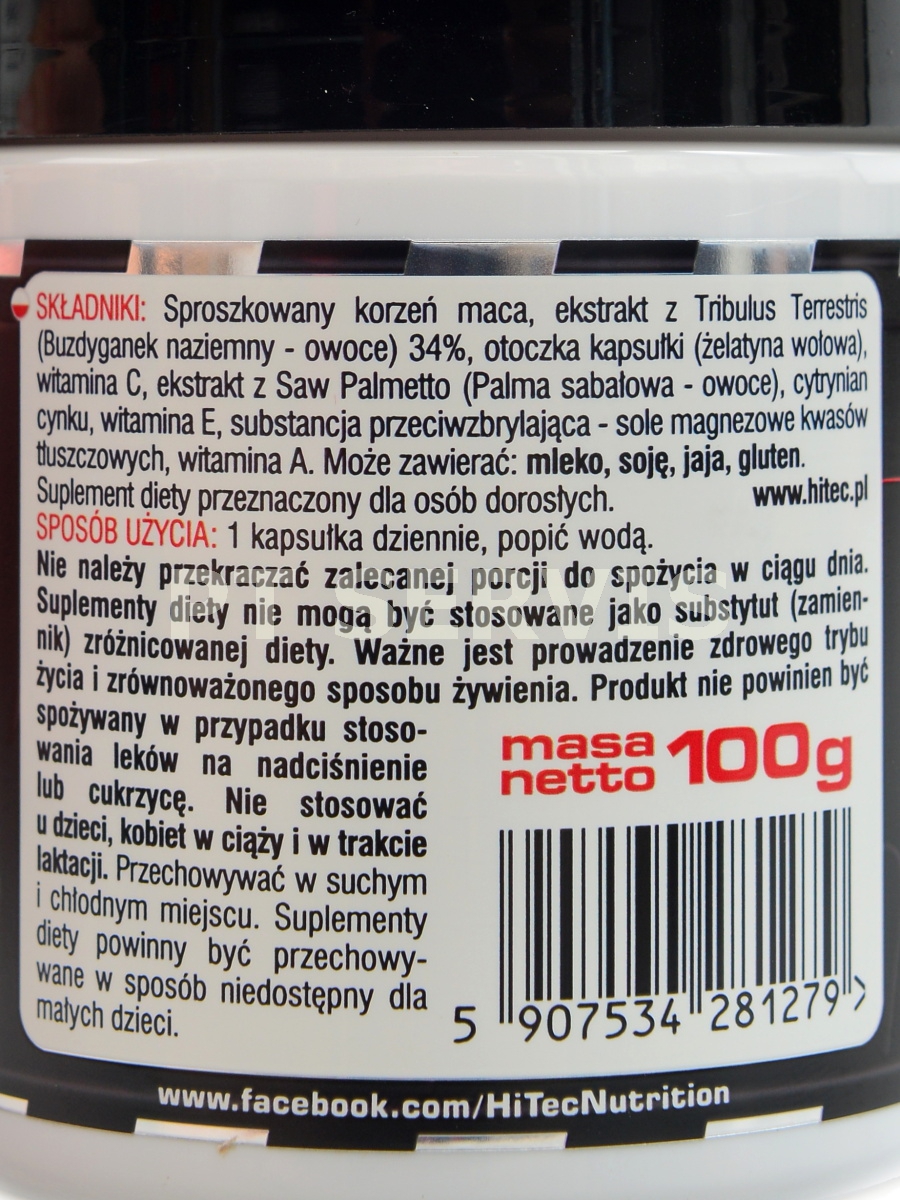 SKŁADNIKI: Sproszkowany korzeń maca, ekstrakt z Tribulus Terrestris
(Buzdyganek naziemny - owoce) 34%, otoczka kapsułki (żelatyna wołowa),
witamina C, ekstrakt z Saw Palmetto (Palma sabałowa - owoce), cytrynian
cynku, witamina E, substancja przeciwzbrylająca - sole magnezowe kwasów
tłuszczowych, witamina A. Może zawierać: mleko, soję, jaja, gluten.
Suplement diety przeznaczony dla osób dorosłych. www.hitec.pl
SPOSÓB UŻYCIA: 1 kapsułka dziennie, popić wodą.
Nie należy przekraczać zalecanej porcji do spożycia w ciągu dnia.
Suplementy diety nie mogą być stosowane jako substytut (zamien-
nik) zróżnicowanej diety. Ważne jest prowadzenie zdrowego trybu
życia i zrównoważonego sposobu żywienia. Produkt nie powinien być
spożywany w przypadku stoso-
wania leków na nadciśnienie
lub cukrzycę. Nie stosować
u dzieci, kobiet w ciąży i w trakcie
laktacji. Przechowywać w suchym
i chłodnym miejscu. Suplementy
diety powinny być przechowy-
wane w sposób niedostępny dla
małych dzieci.
masa
netto 100g
5 907534 281279 >
www.facebook.com/HiTecNutrition